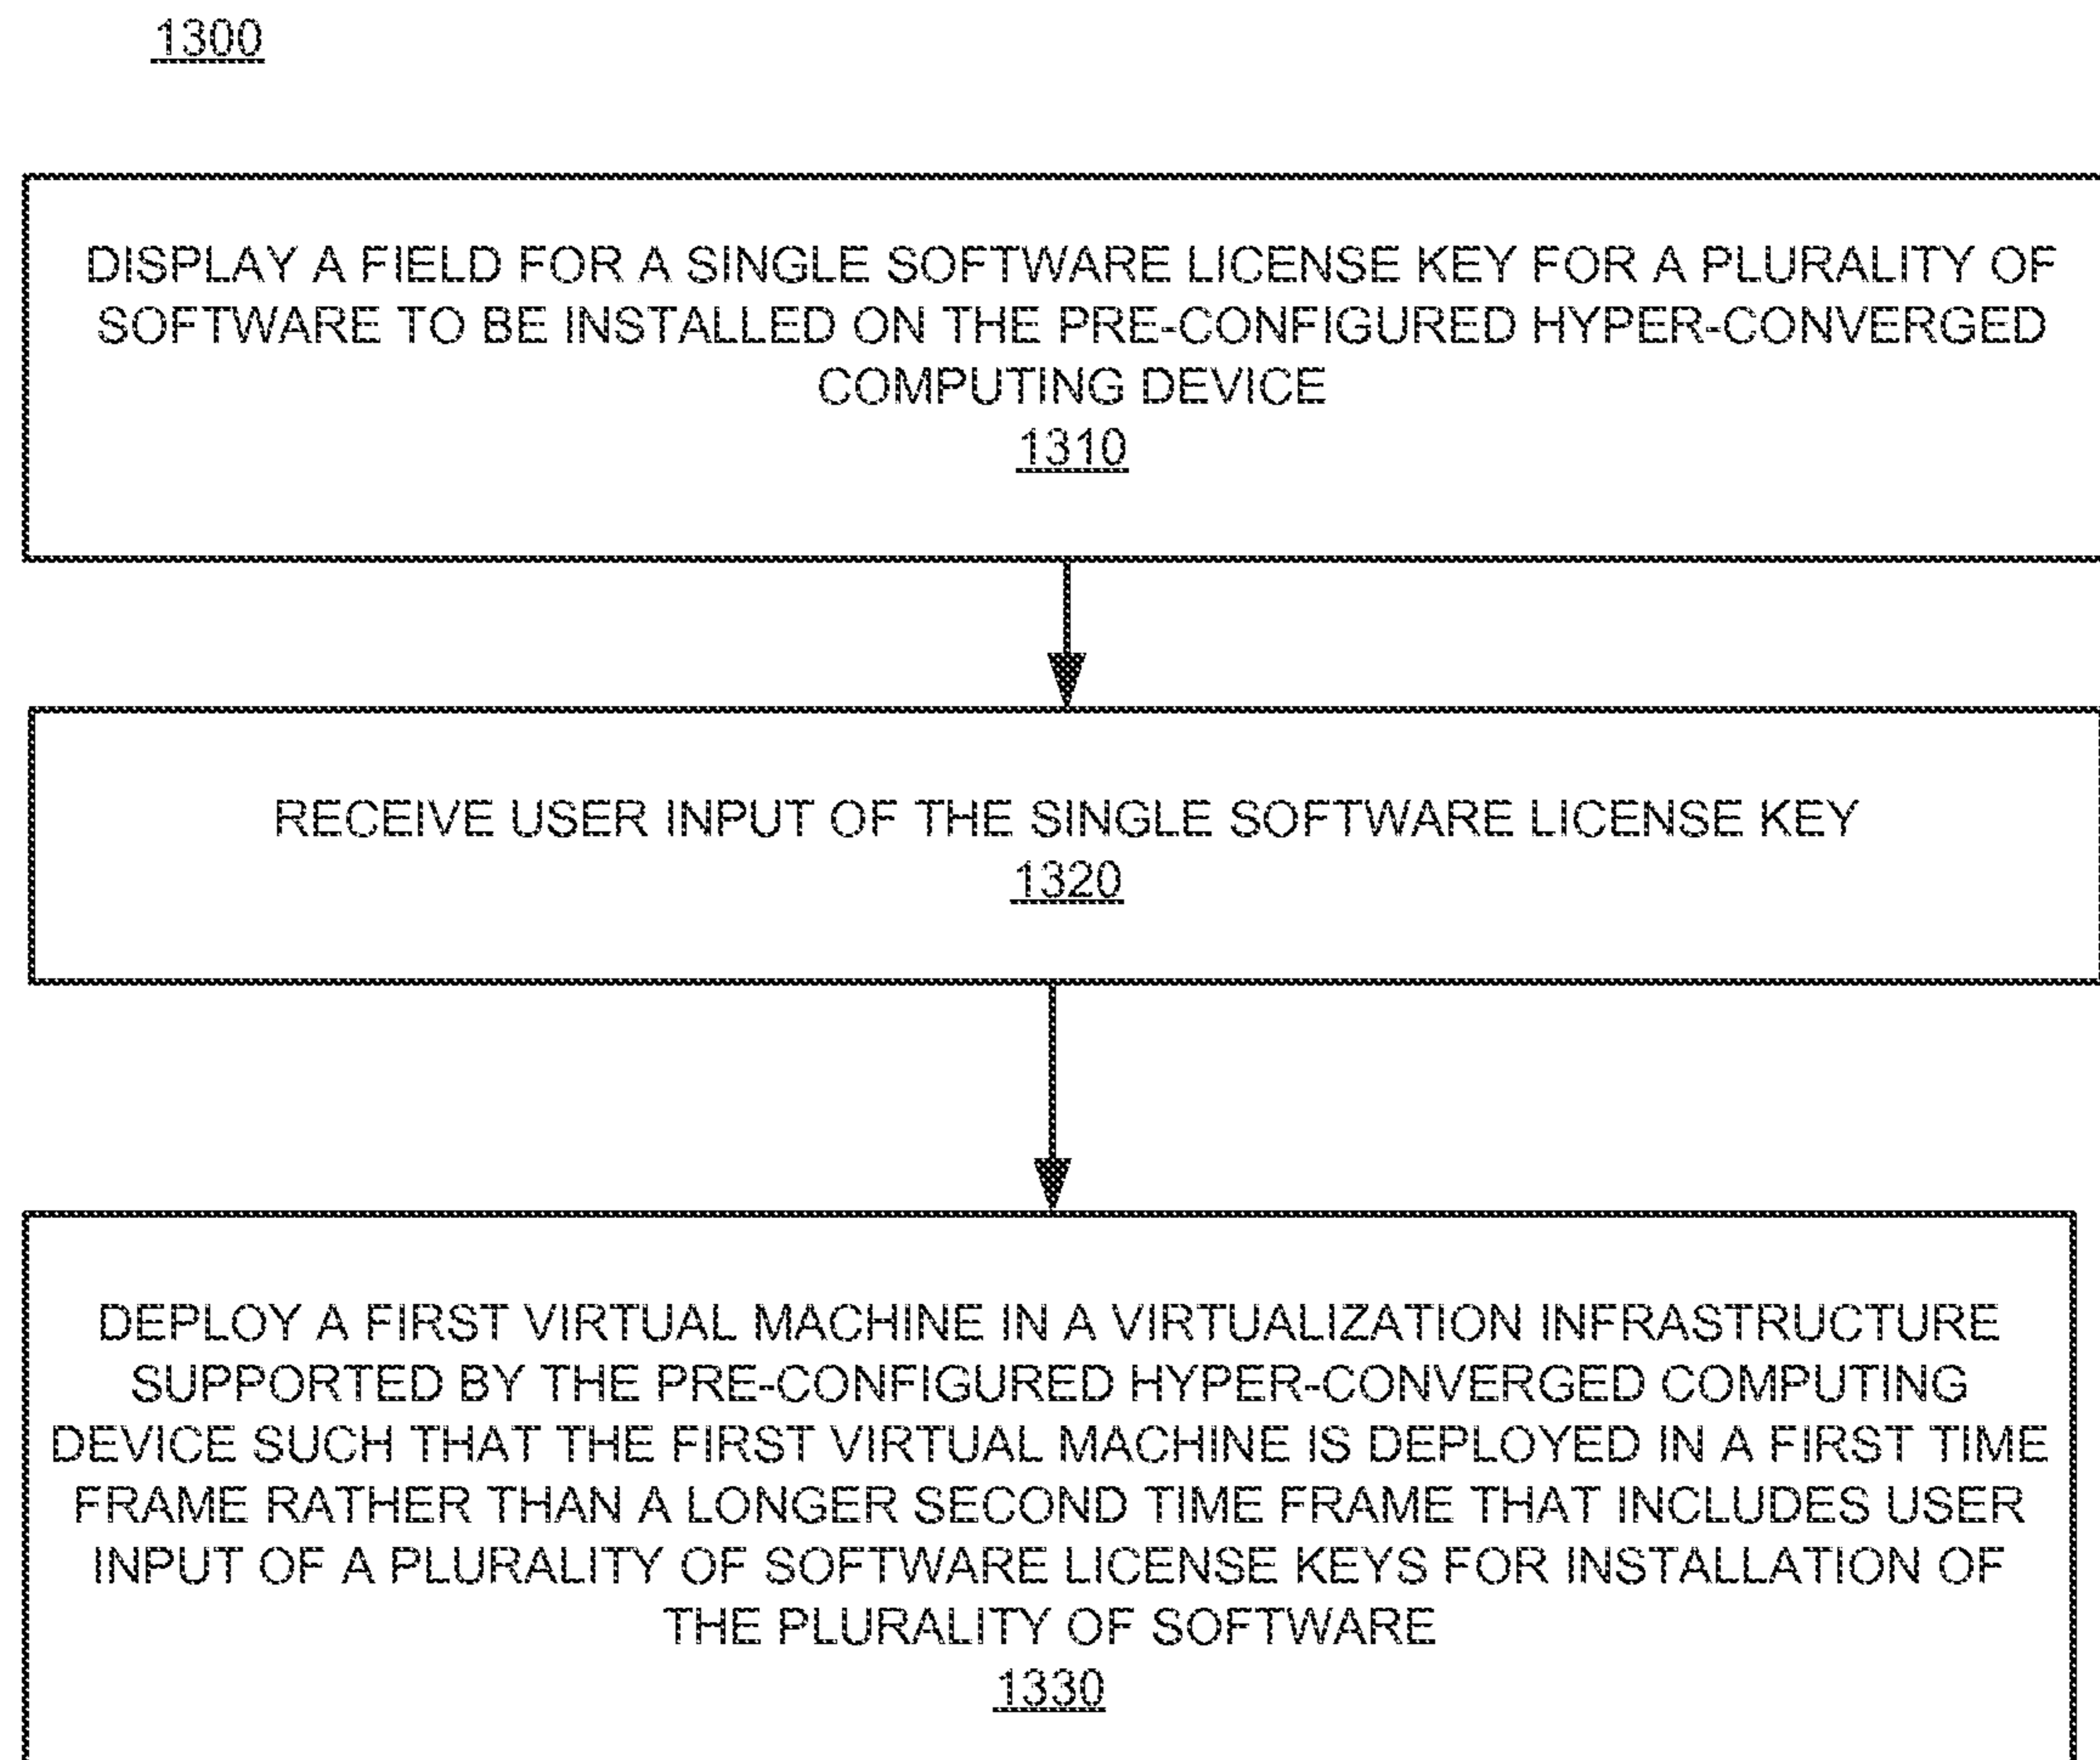 1300
DISPLAY A FIELD FOR A SINGLE SOFTWARE LICENSE KEY FOR A PLURALITY OF
SOFTWARE TO BE INSTALLED ON THE PRE-CONFIGURED HYPER-CONVERGED
COMPUTING DEVICE
1310
RECEIVE USER INPUT OF THE SINGLE SOFTWARE LICENSE KEY
1320
DEPLOY A FIRST VIRTUAL MACHINE IN A VIRTUALIZATION INFRASTRUCTURE
SUPPORTED BY THE PRE-CONFIGURED HYPER-CONVERGED COMPUTING
DEVICE SUCH THAT THE FIRST VIRTUAL MACHINE IS DEPLOYED IN A FIRST TIME
FRAME RATHER THAN A LONGER SECOND TIME FRAME THAT INCLUDES USER
INPUT OF A PLURALITY OF SOFTWARE LICENSE KEYS FOR INSTALLATION OF
THE PLURALITY OF SOFTWARE
1330